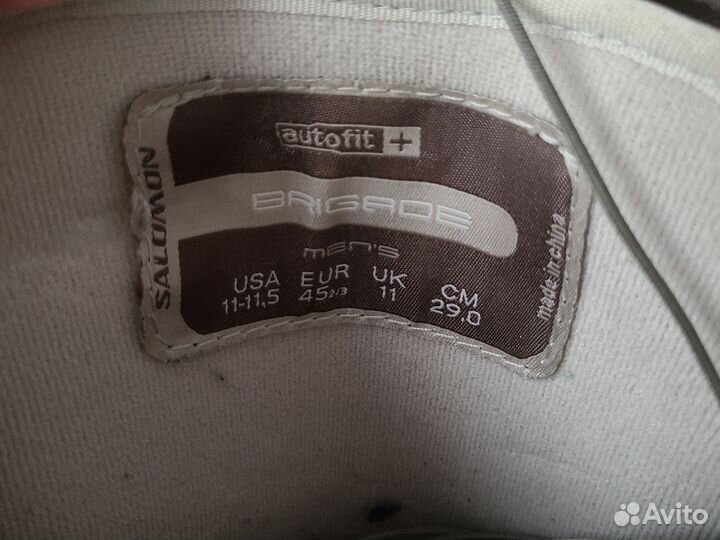 autofit +
SALOMON
BRIGADE
men's
USA EUR UK CM
11-11,5 45 2/3 11 29.0
made in china
Avito